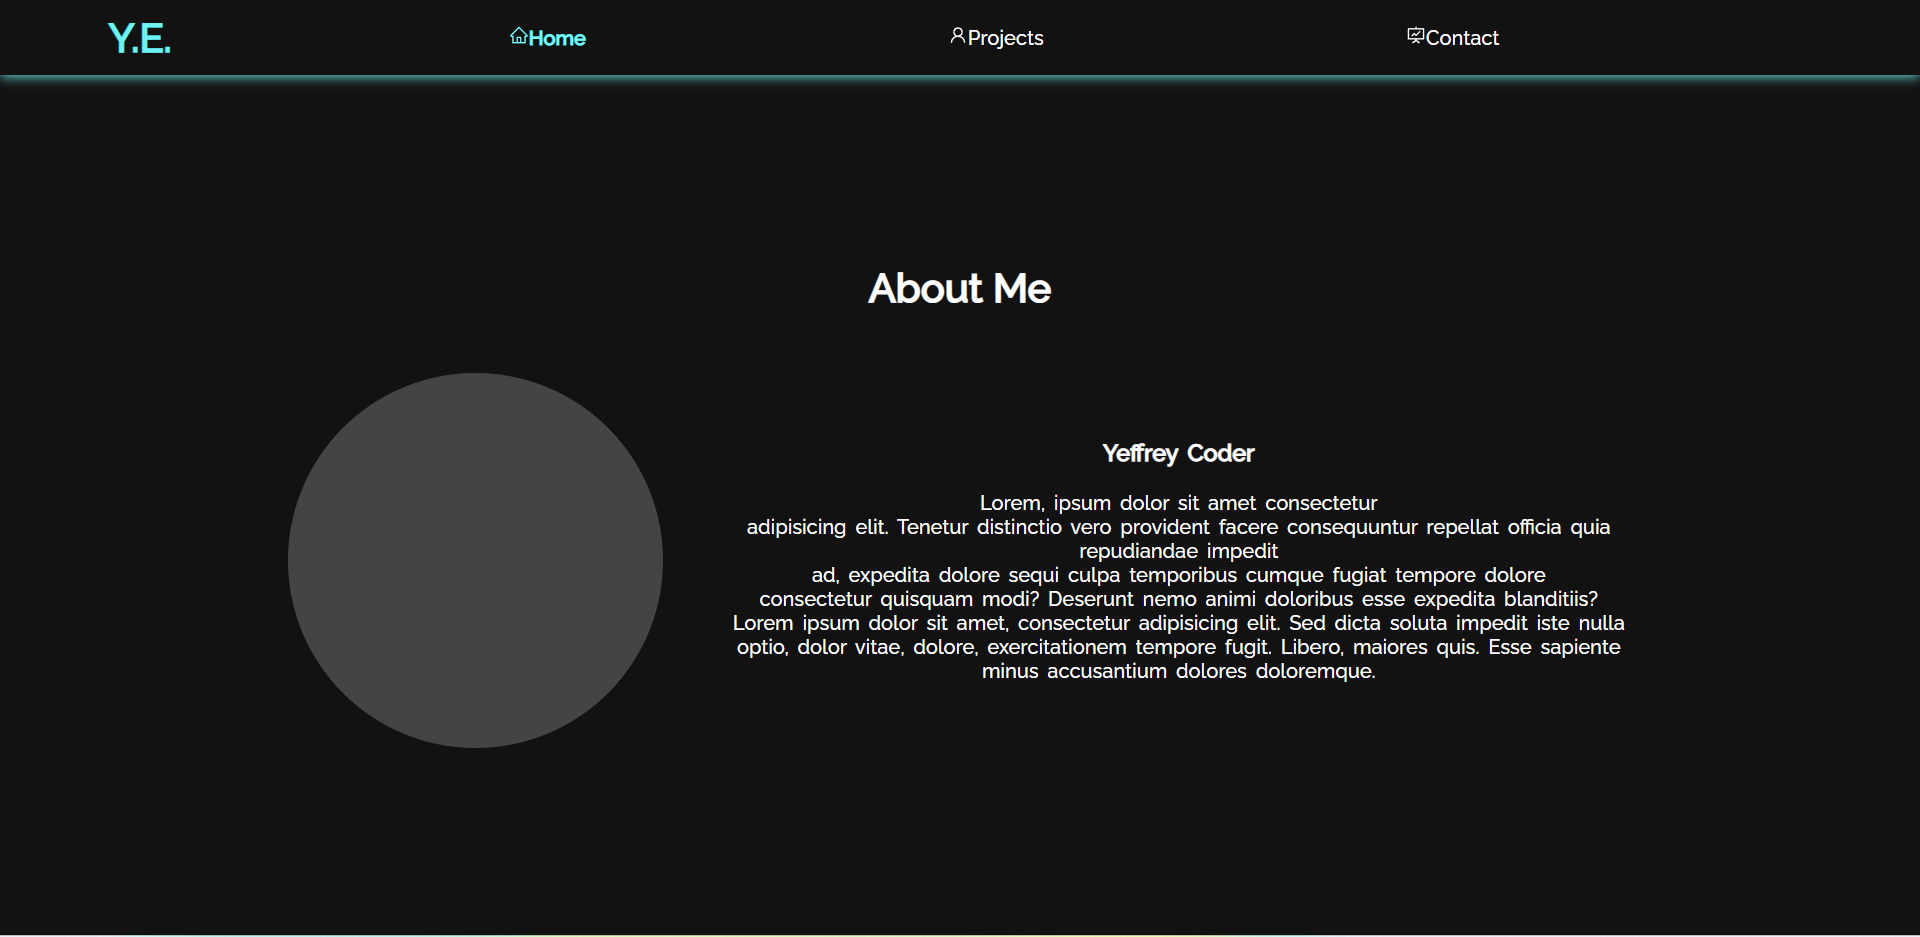 Y.E.
Home
Projects
Contact
About Me
Yeffrey Coder
Lorem, ipsum dolor sit amet consectetur
adipisicing elit. Tenetur distinctio vero provident facere consequuntur repellat officia quia
repudiandae impedit
ad, expedita dolore sequi culpa temporibus cumque fugiat tempore dolore
consectetur quisquam modi? Deserunt nemo animi doloribus esse expedita blanditiis?
Lorem ipsum dolor sit amet, consectetur adipisicing elit. Sed dicta soluta impedit iste nulla
optio, dolor vitae, dolore, exercitationem tempore fugit. Libero, maiores quis. Esse sapiente
minus accusantium dolores doloremque.